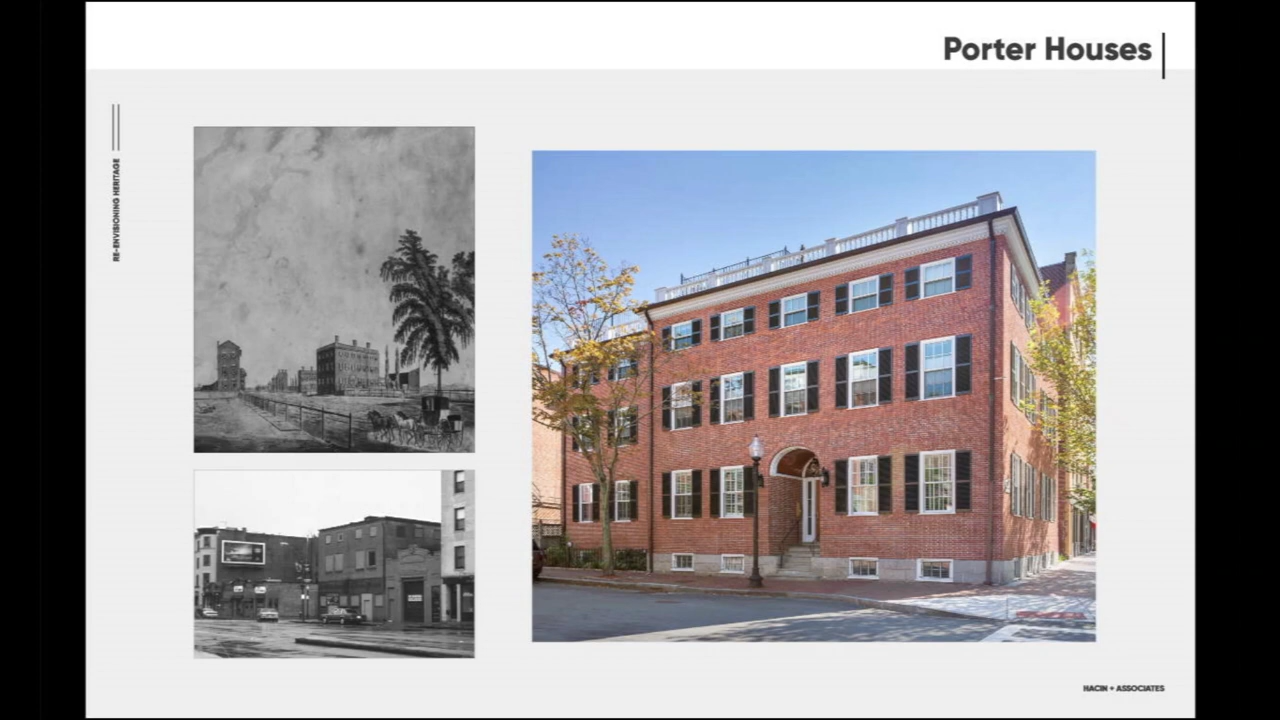 Porter Houses
RE-ENVISIONING HERITAGE
HACIN + ASSOCIATES